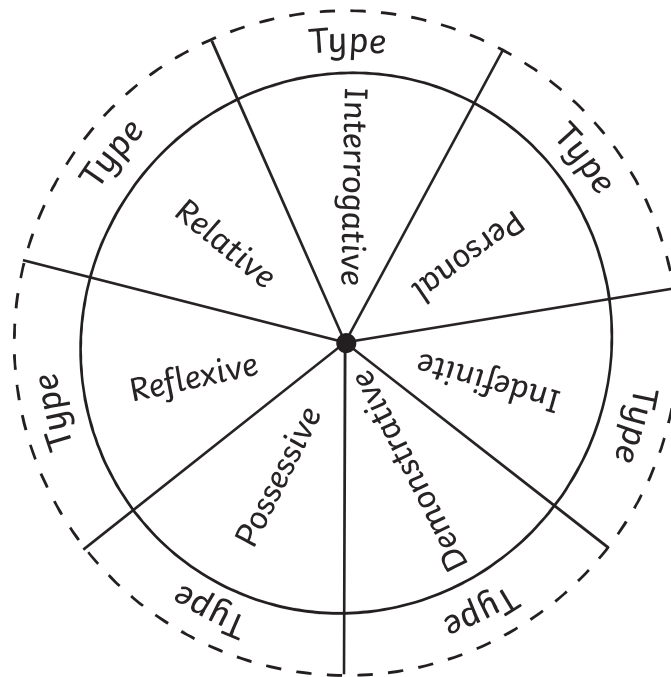 Type
Interrogative
Type
Personal
Type
Indefinite
Type
Demonstrative
Type
Possessive
Type
Reflexive
Type
Relative